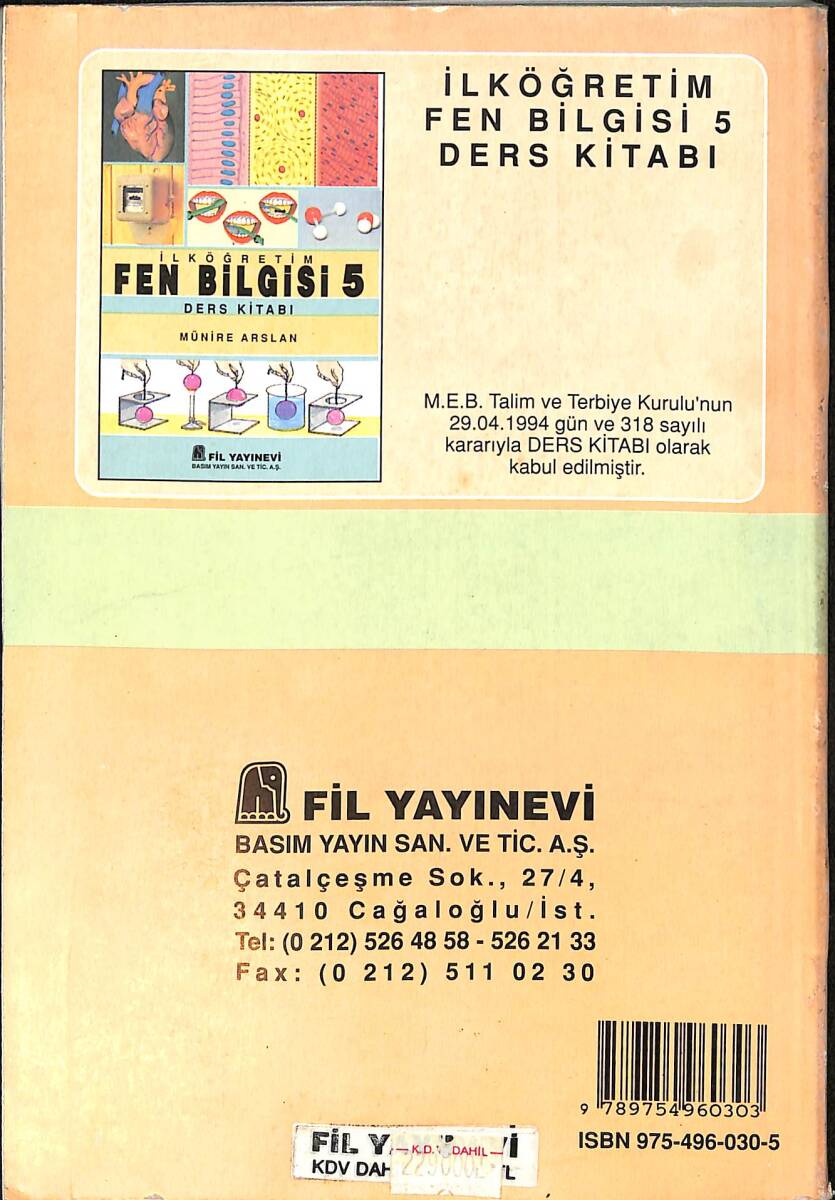 İLKÖĞRETİM
FEN BİLGİSİ 5
DERS KİTABI
İLKÖĞRETİM
FEN BİLGİSİ 5
DERS KİTABI
MÜNİRE ARSLAN
FİL YAYINEVİ
BASIM YAYIN SAN. VE TİC. A.Ş.
M.E.B. Talim ve Terbiye Kurulu'nun
29.04.1994 gün ve 318 sayılı
kararıyla DERS KİTABI olarak
kabul edilmiştir.
FİL YAYINEVİ
BASIM YAYIN SAN. VE TİC. A.Ş.
Çatalçeşme Sok., 27/4,
34410 Cağaloğlu/İst.
Tel: (0 212) 526 48 58 - 526 21 33
Fax: (0 212) 511 02 30
9 789754960303
ISBN 975-496-030-5
FİL
K.D.V. DAHİL
KDV